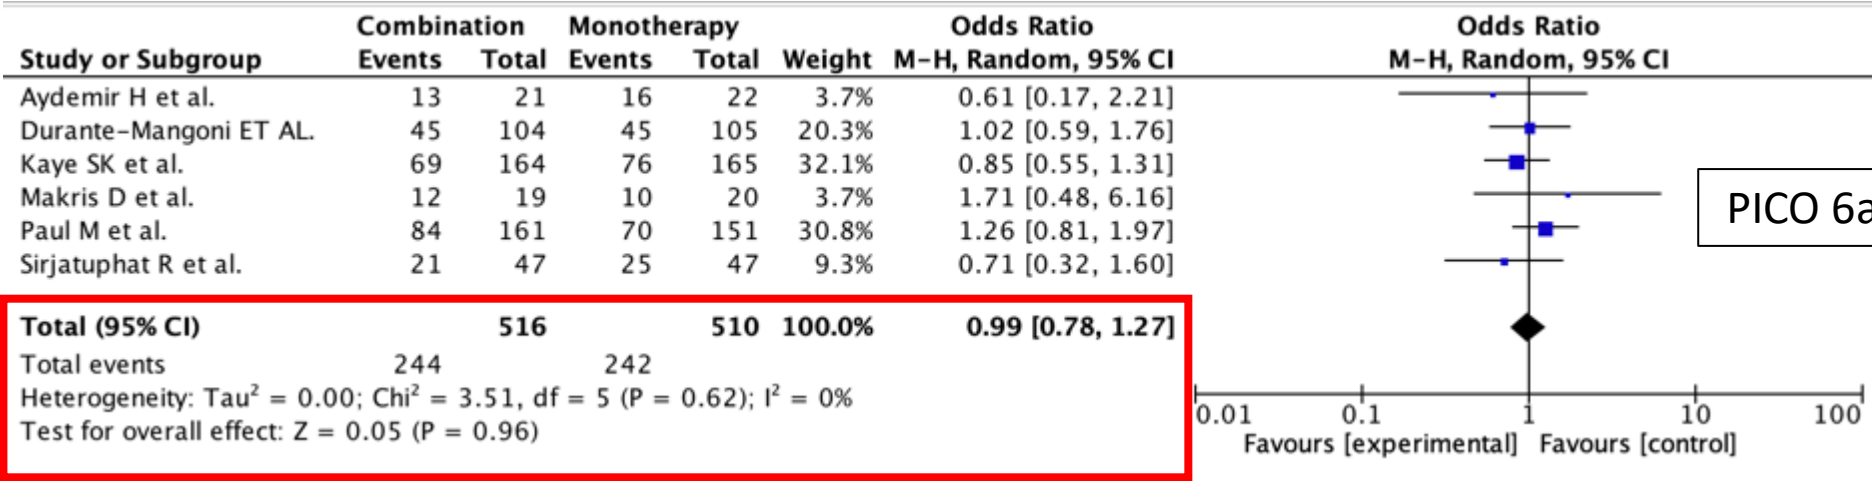 Combination Monotherapy Odds Ratio Odds Ratio
Study or Subgroup Events Total Events Total Weight M-H, Random, 95% CI M-H, Random, 95% CI
Aydemir H et al. 13 21 16 22 3.7% 0.61 [0.17, 2.21]
Durante-Mangoni ET AL. 45 104 45 105 20.3% 1.02 [0.59, 1.76]
Kaye SK et al. 69 164 76 165 32.1% 0.85 [0.55, 1.31]
Makris D et al. 12 19 10 20 3.7% 1.71 [0.48, 6.16]
Paul M et al. 84 161 70 151 30.8% 1.26 [0.81, 1.97]
Sirjatuphat R et al. 21 47 25 47 9.3% 0.71 [0.32, 1.60]
PICO 6a
Total (95% CI) 516 510 100.0% 0.99 [0.78, 1.27]
Total events 244 242
Heterogeneity: Tau² = 0.00; Chi² = 3.51, df = 5 (P = 0.62); I² = 0%
Test for overall effect: Z = 0.05 (P = 0.96)
0.01 0.1 1 10 100
Favours [experimental] Favours [control]